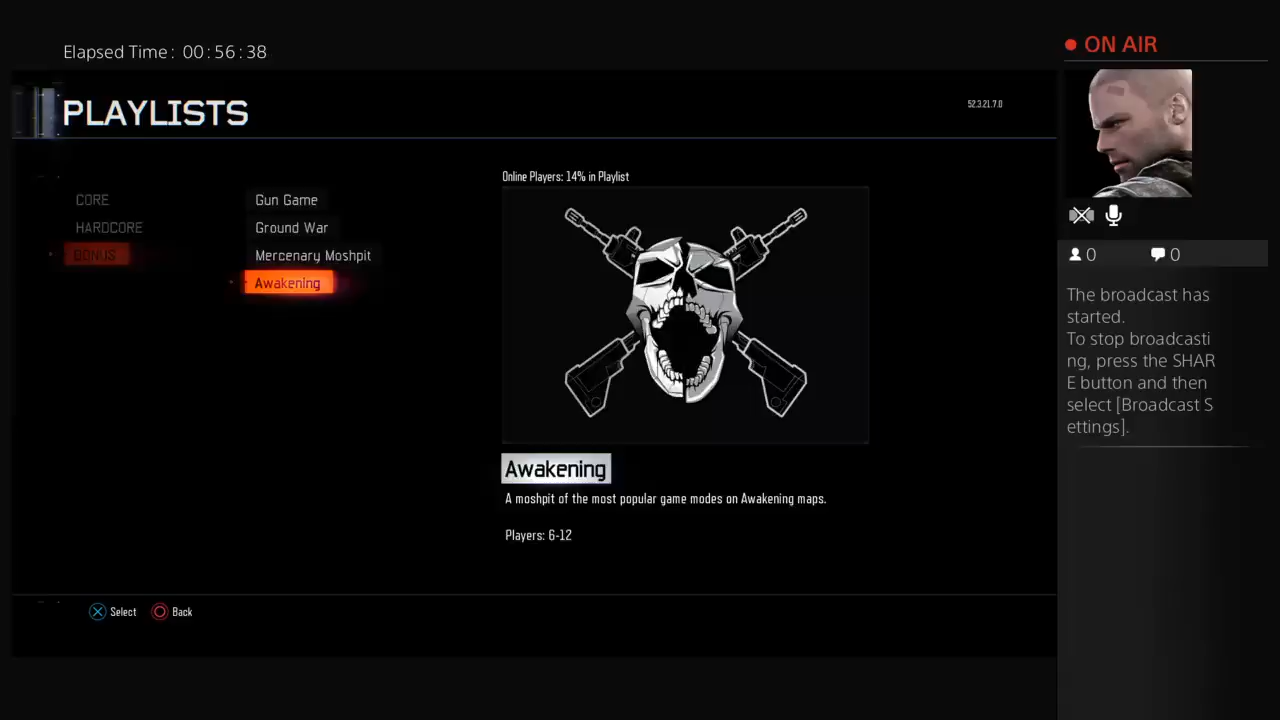 Elapsed Time: 00:56:38
ON AIR
PLAYLISTS
52.3.21.7.0
Online Players: 14% in Playlist
CORE
HARDCORE
BONUS
Gun Game
Ground War
Mercenary Moshpit
Awakening
0
0
The broadcast has
started.
To stop broadcasti
ng, press the SHAR
E button and then
select [Broadcast S
ettings].
Awakening
A moshpit of the most popular game modes on Awakening maps.
Players: 6-12
Select
Back